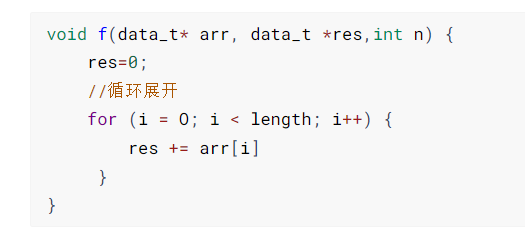 void f(data_t* arr, data_t *res,int n) {
    res=0;
    //循环展开
    for (i = 0; i < length; i++) {
        res += arr[i]
     }
}